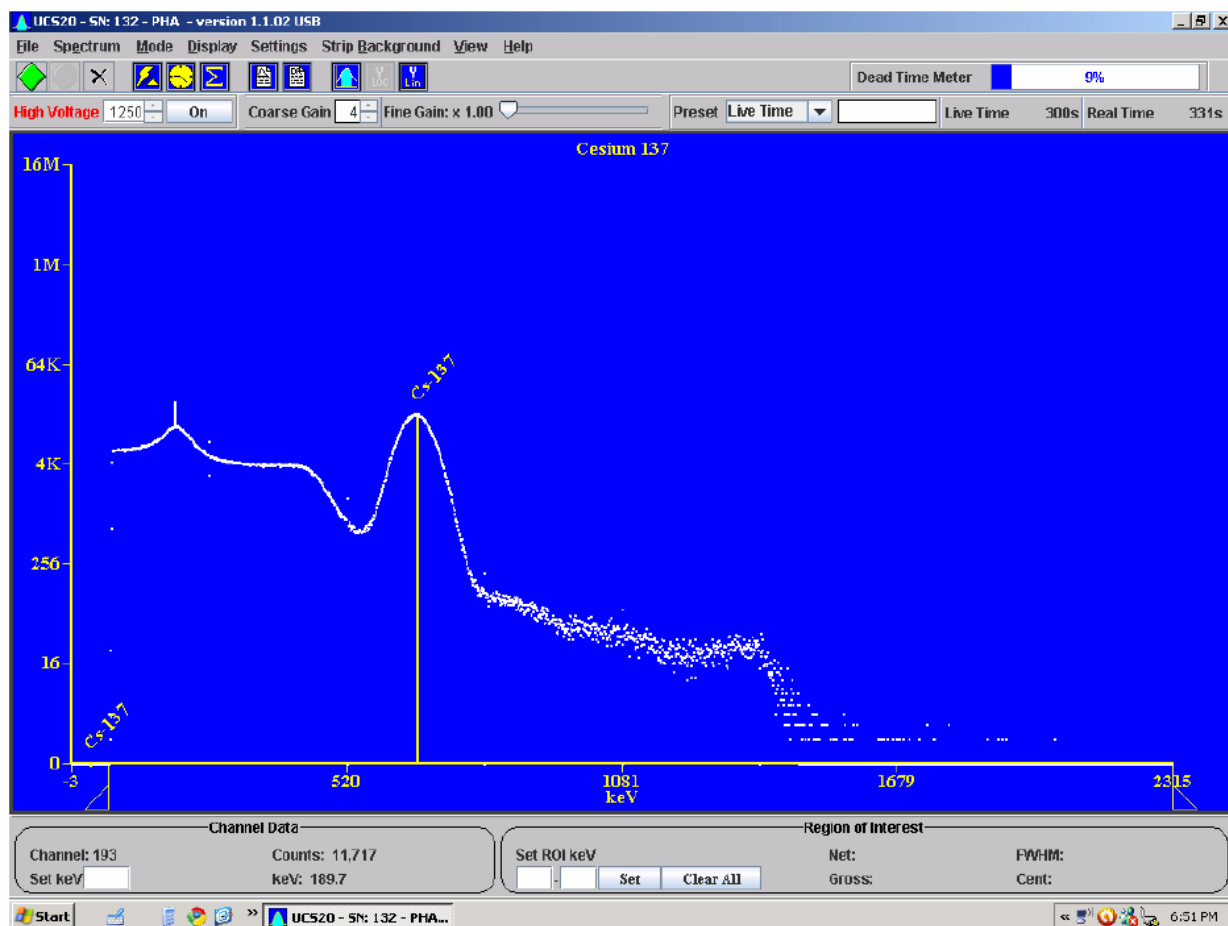 UCS20 - SN: 132 - PHA - version 1.1.02 USB
File Spectrum Mode Display Settings Strip Background View Help
Dead Time Meter 9%
High Voltage 1250 On Coarse Gain 4 Fine Gain: x 1.00 Preset Live Time Live Time 300s Real Time 331s
Cesium 137
16M
1M
64K
Cs-137
4K
256
16
Cs-137
0
-3 520 1081 1679 2315
keV
Channel Data Region of Interest
Channel: 193 Counts: 11,717 Set ROI keV Net: FWHM:
Set keV keV: 189.7 - Set Clear All Gross: Cent:
Start » UCS20 - SN: 132 - PHA... « 6:51 PM